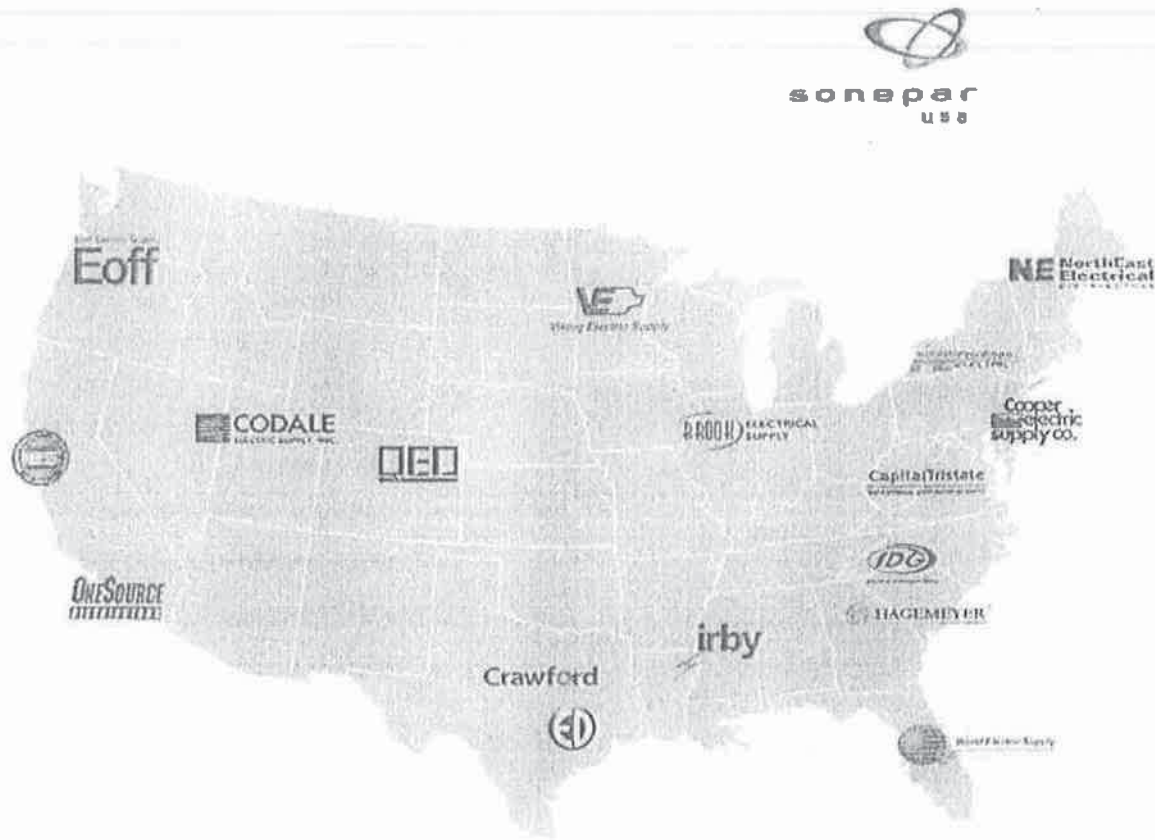 sonepar
usa
Eoff
NE NorthEast
Electrical
VE
Viking Electric Supply
Cooper
electric
supply co.
CODALE
ELECTRIC SUPPLY, INC.
BROOK ELECTRICAL
SUPPLY
QED
CapitalTristate
IDG
ONESOURCE
HAGEMEYER
irby
Crawford
ED
World Electric Supply